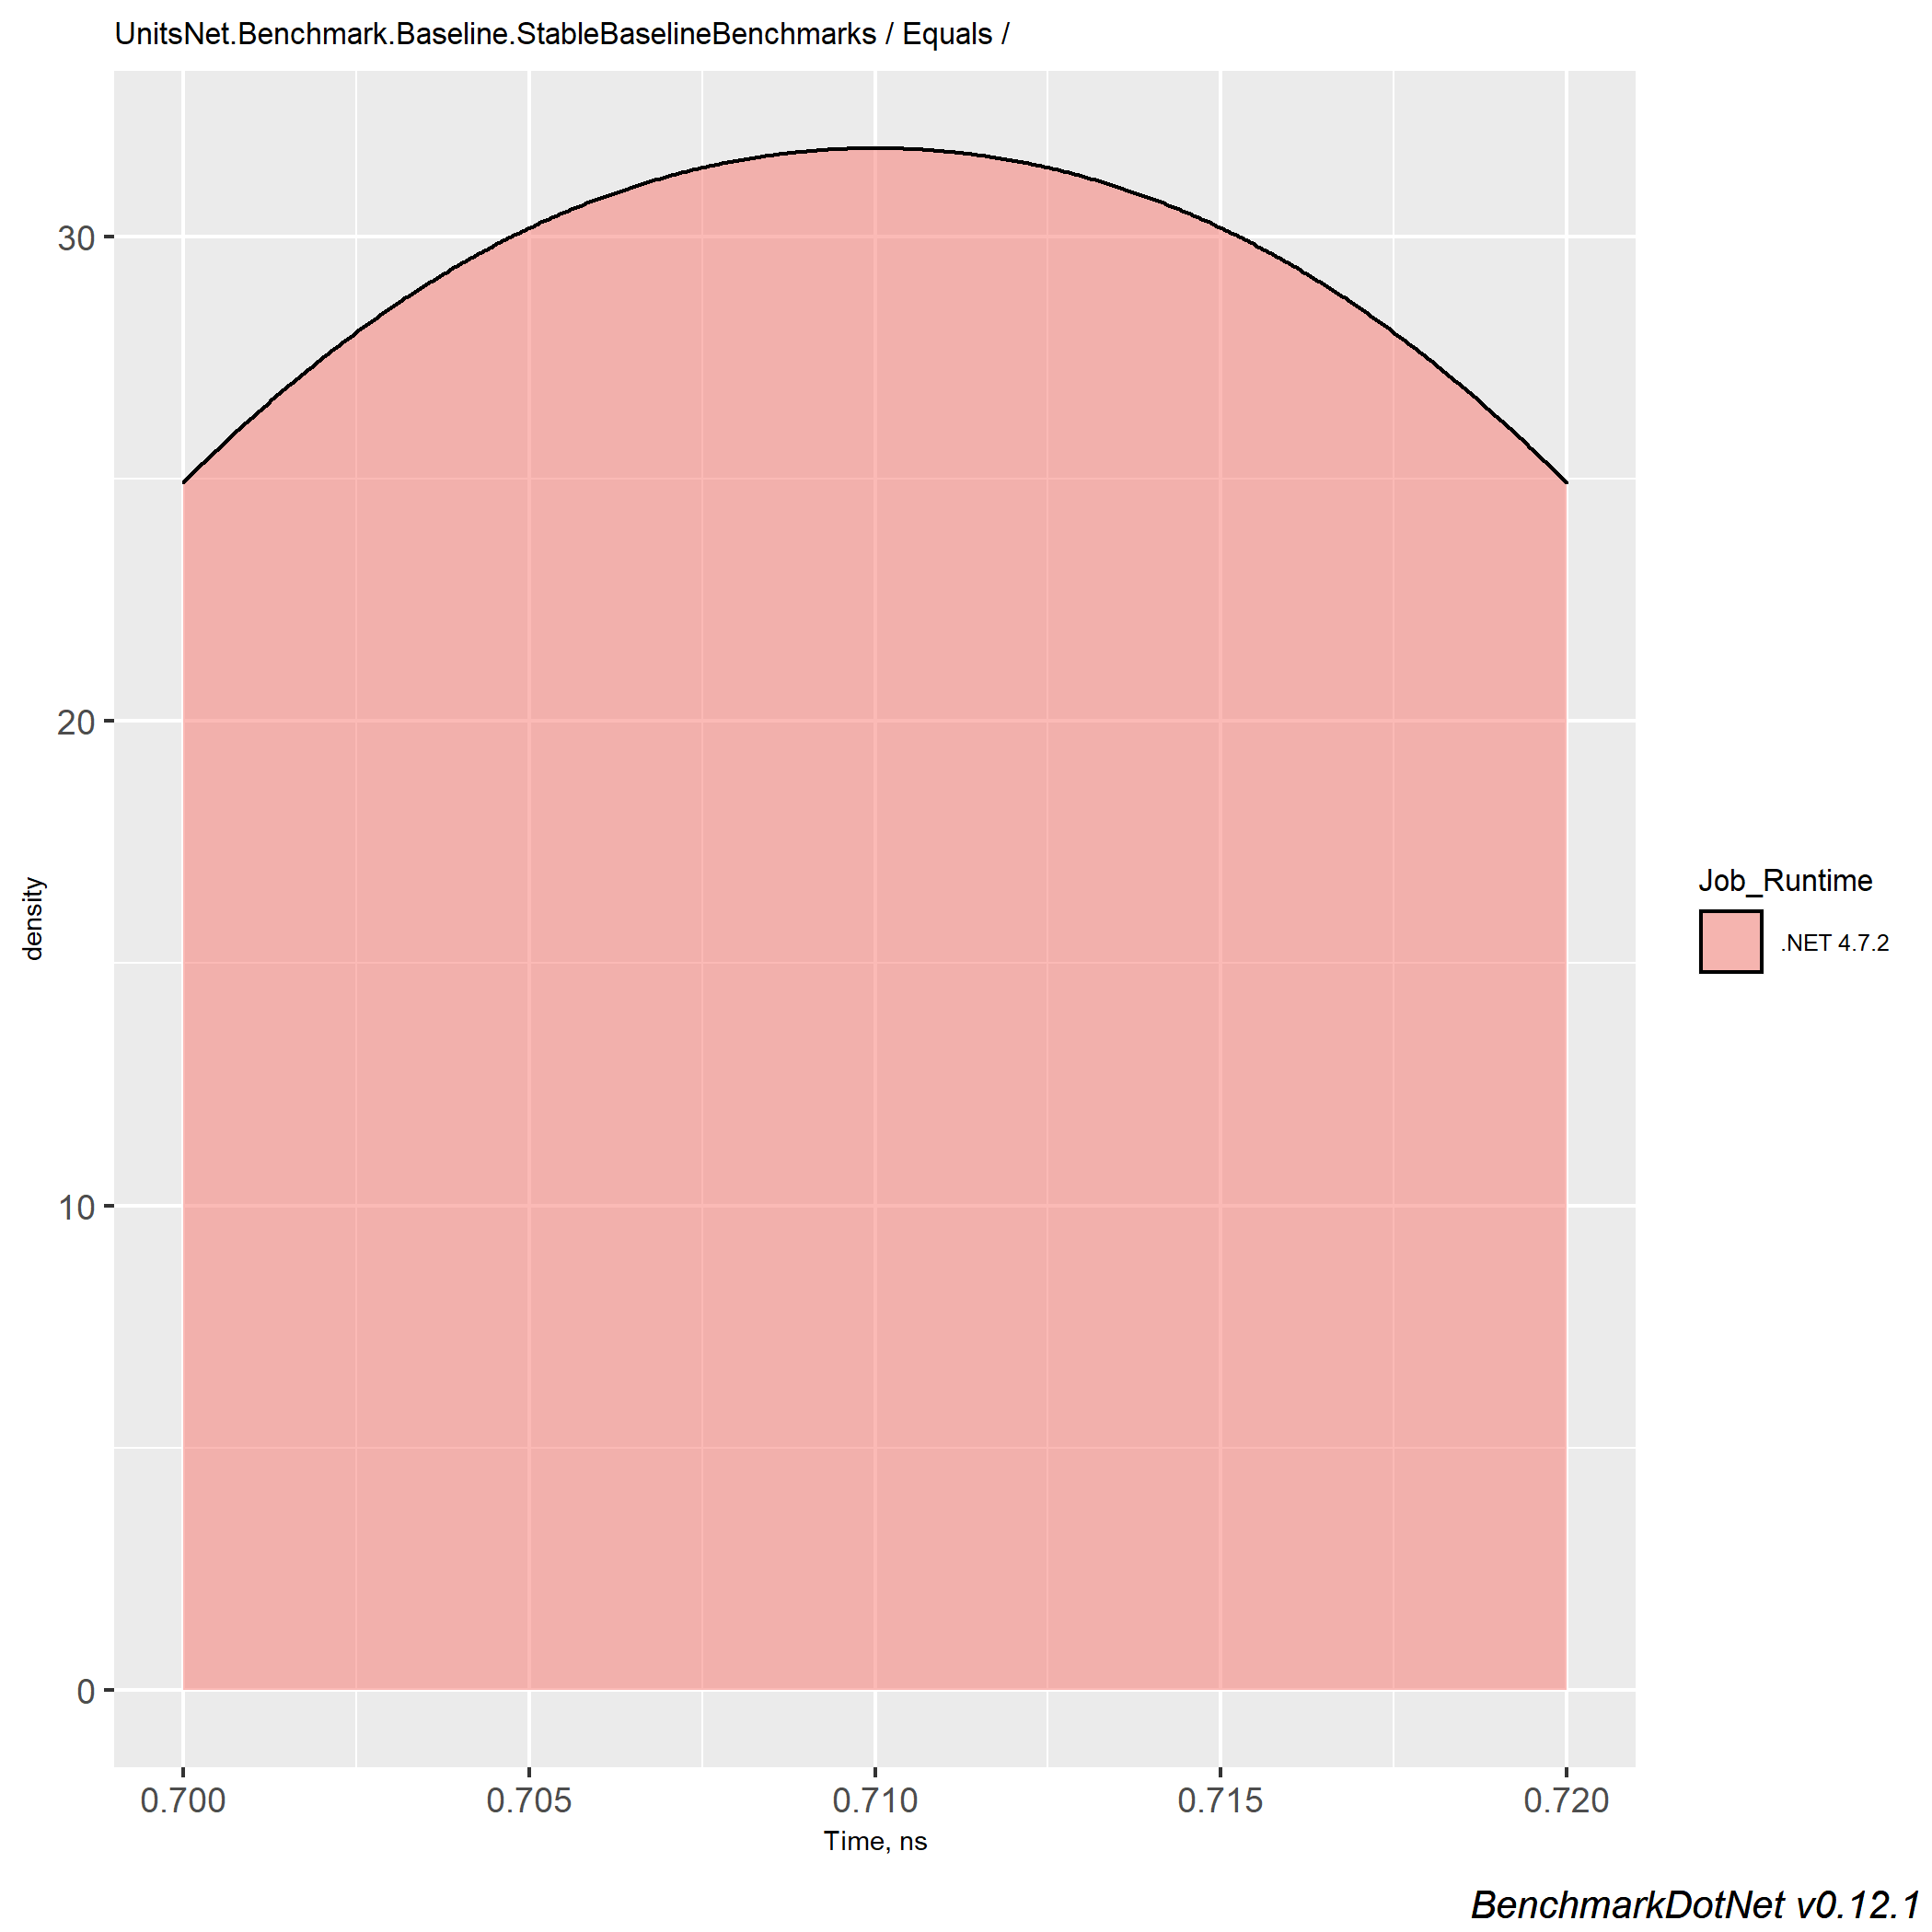 UnitsNet.Benchmark.Baseline.StableBaselineBenchmarks / Equals /
30
20
10
0
density
0.700 0.705 0.710 0.715 0.720
Time, ns
Job_Runtime
.NET 4.7.2
BenchmarkDotNet v0.12.1